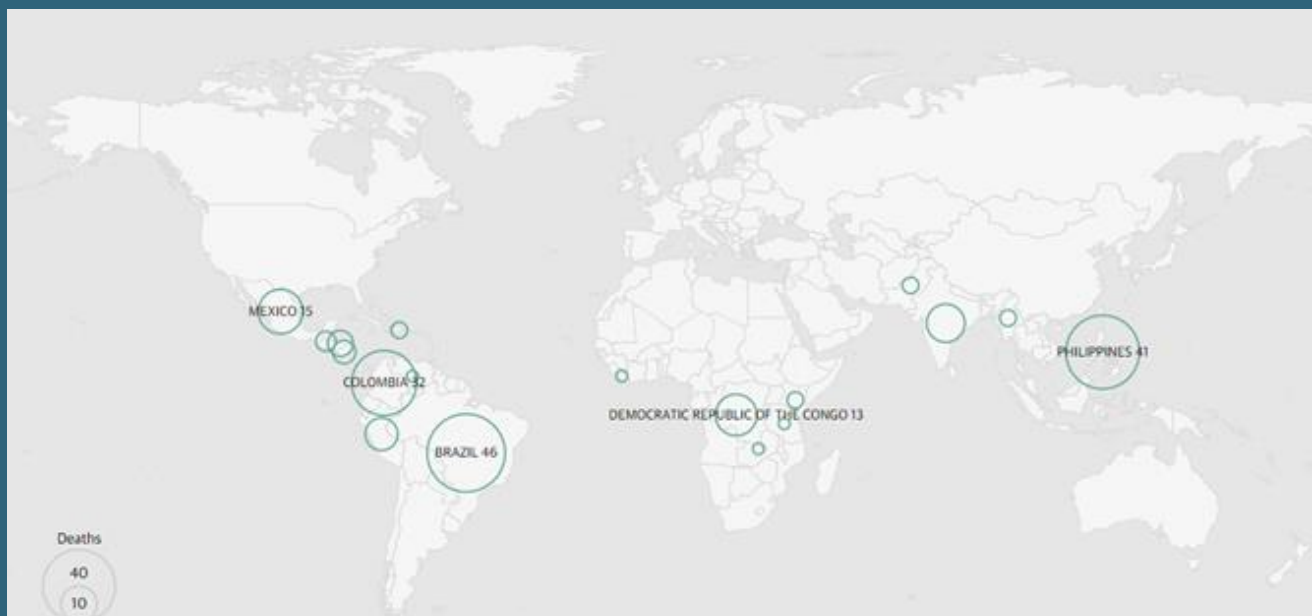 MEXICO 15
COLOMBIA 32
PHILIPPINES 41
DEMOCRATIC REPUBLIC OF THE CONGO 13
BRAZIL 46
Deaths
40
10